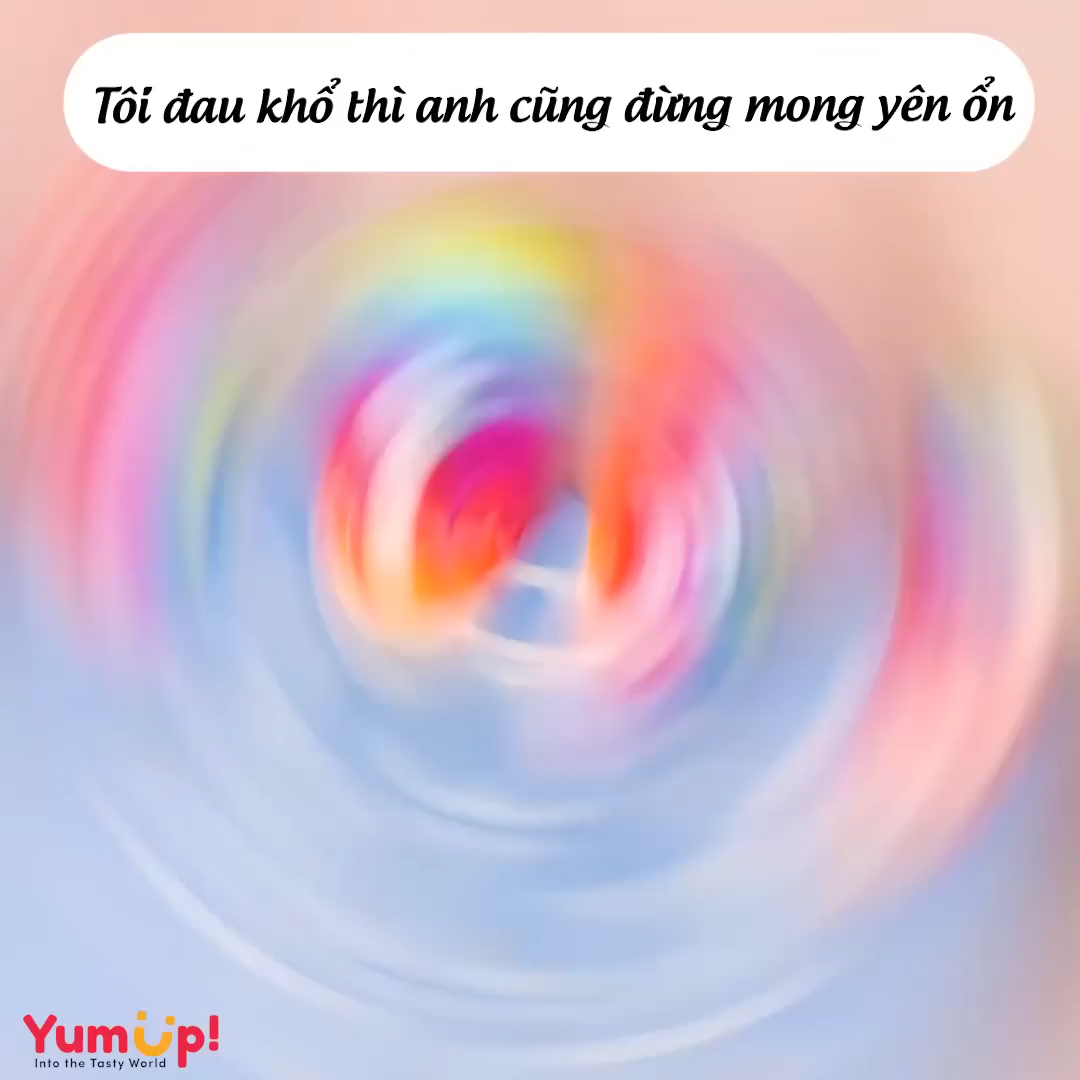 Tôi đau khổ thì anh cũng đừng mong yên ổn
YumUp!
Into the Tasty World